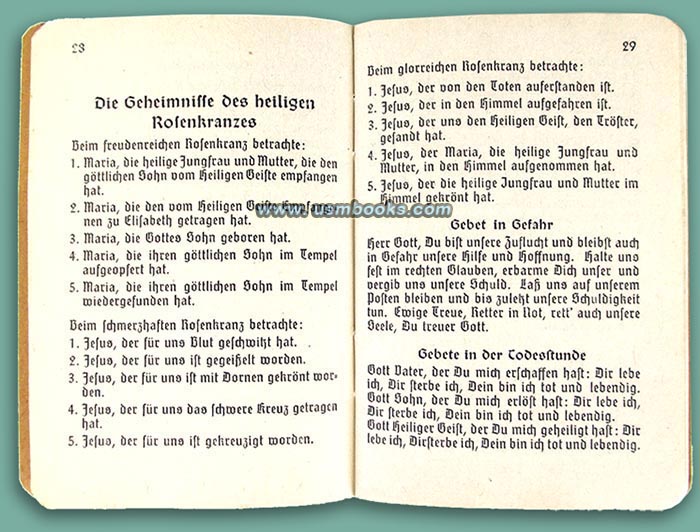 28
Die Geheimnisse des heiligen
Rosenkranzes
Beim freudenreichen Rosenkranz betrachte:
1. Maria, die heilige Jungfrau und Mutter, die den
göttlichen Sohn vom Heiligen Geiste empfangen
hat.
2. Maria, die den vom Heiligen Geiste Empfange-
nen zu Elisabeth getragen hat.
3. Maria, die Gottes Sohn geboren hat.
4. Maria, die ihren göttlichen Sohn im Tempel
aufgeopfert hat.
5. Maria, die ihren göttlichen Sohn im Tempel
wiedergefunden hat.
Beim schmerzhaften Rosenkranz betrachte:
1. Jesus, der für uns Blut geschwitzt hat.
2. Jesus, der für uns ist gegeißelt worden.
3. Jesus, der für uns ist mit Dornen gekrönt wor-
den.
4. Jesus, der für uns das schwere Kreuz getragen
hat.
5. Jesus, der für uns ist gekreuzigt worden.
29
Beim glorreichen Rosenkranz betrachte:
1. Jesus, der von den Toten auferstanden ist.
2. Jesus, der in den Himmel aufgefahren ist.
3. Jesus, der uns den Heiligen Geist, den Tröster,
gesandt hat.
4. Jesus, der Maria, die heilige Jungfrau und
Mutter, in den Himmel aufgenommen hat.
5. Jesus, der die heilige Jungfrau und Mutter im
Himmel gekrönt hat.
Gebet in Gefahr
Herr Gott, Du bist unsere Zuflucht und bleibst auch
in Gefahr unsere Hilfe und Hoffnung. Halte uns
fest im rechten Glauben, erbarme Dich unser und
vergib uns unsere Schuld. Laß uns auf unserem
Posten bleiben und bis zuletzt unsere Schuldigkeit
tun. Ewige Treue, Retter in Not, rett' auch unsere
Seele, Du treuer Gott.
Gebete in der Todesstunde
Gott Vater, der Du mich erschaffen hast: Dir lebe
ich, Dir sterbe ich, Dein bin ich tot und lebendig.
Gott Sohn, der Du mich erlöst hast: Dir lebe ich,
Dir sterbe ich, Dein bin ich tot und lebendig.
Gott Heiliger Geist, der Du mich geheiligt hast: Dir
lebe ich, Dir sterbe ich, Dein bin ich tot und lebendig.
www.usmbooks.com